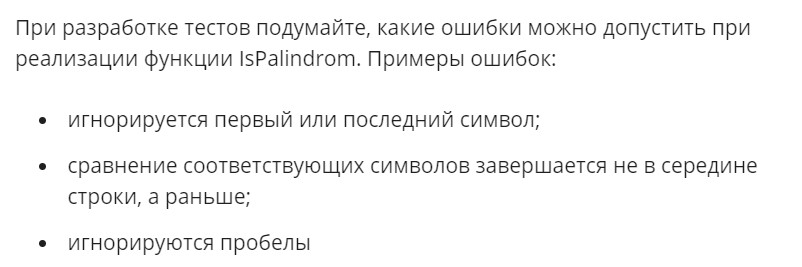 При разработке тестов подумайте, какие ошибки можно допустить при
реализации функции IsPalindrom. Примеры ошибок:
• игнорируется первый или последний символ;
• сравнение соответствующих символов завершается не в середине
строки, а раньше;
• игнорируются пробелы